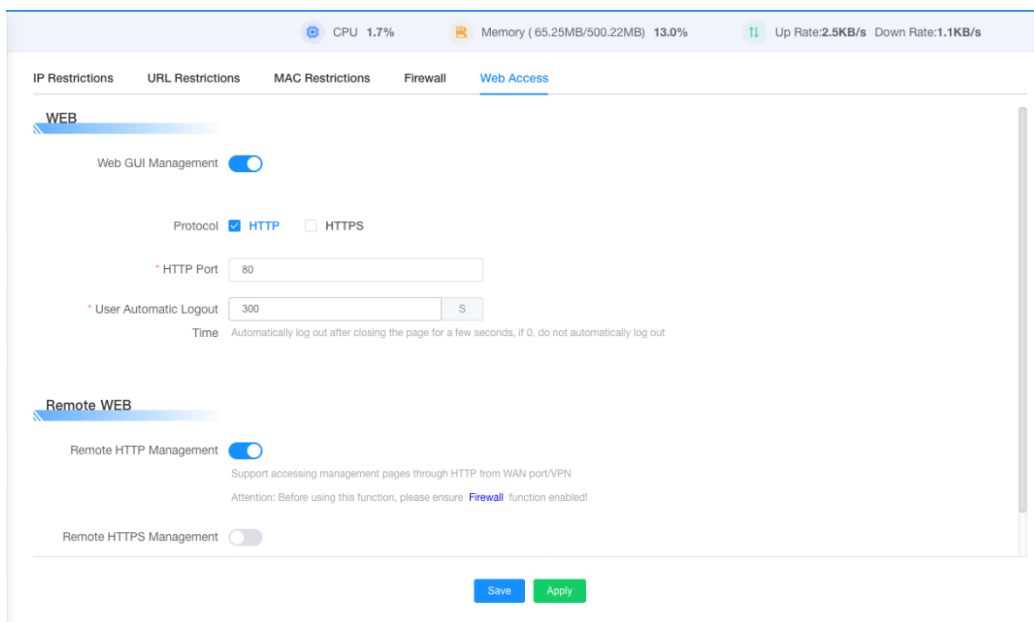 CPU 1.7% Memory ( 65.25MB/500.22MB) 13.0% Up Rate:2.5KB/s Down Rate:1.1KB/s
IP Restrictions URL Restrictions MAC Restrictions Firewall Web Access
WEB
Web GUI Management
Protocol HTTP HTTPS
* HTTP Port 80
* User Automatic Logout 300 S
Time Automatically log out after closing the page for a few seconds, if 0, do not automatically log out
Remote WEB
Remote HTTP Management
Support accessing management pages through HTTP from WAN port/VPN
Attention: Before using this function, please ensure Firewall function enabled!
Remote HTTPS Management
Save Apply